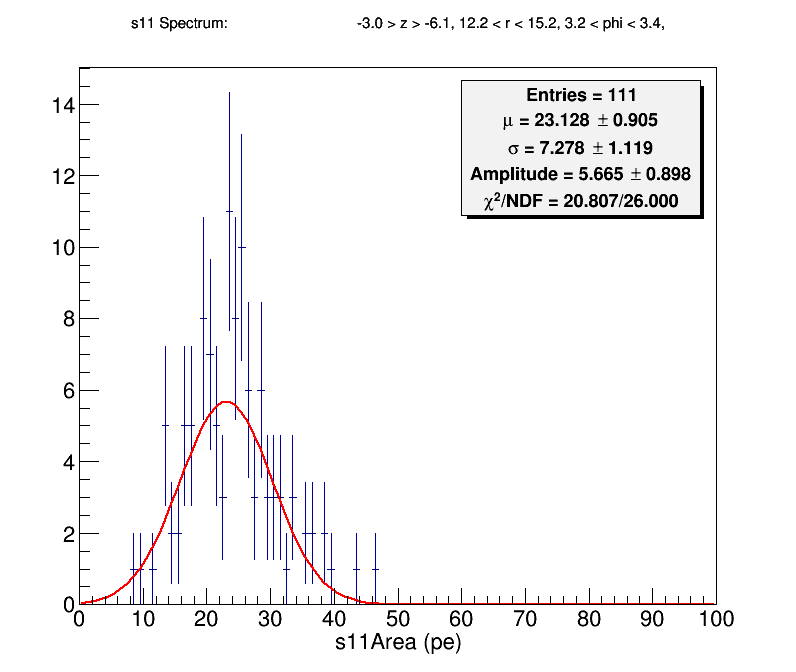 s11 Spectrum: -3.0 > z > -6.1, 12.2 < r < 15.2, 3.2 < phi < 3.4,
Entries = 111
μ = 23.128 ± 0.905
σ = 7.278 ± 1.119
Amplitude = 5.665 ± 0.898
χ²/NDF = 20.807/26.000
14
12
10
8
6
4
2
0
0 10 20 30 40 50 60 70 80 90 100
s11Area (pe)